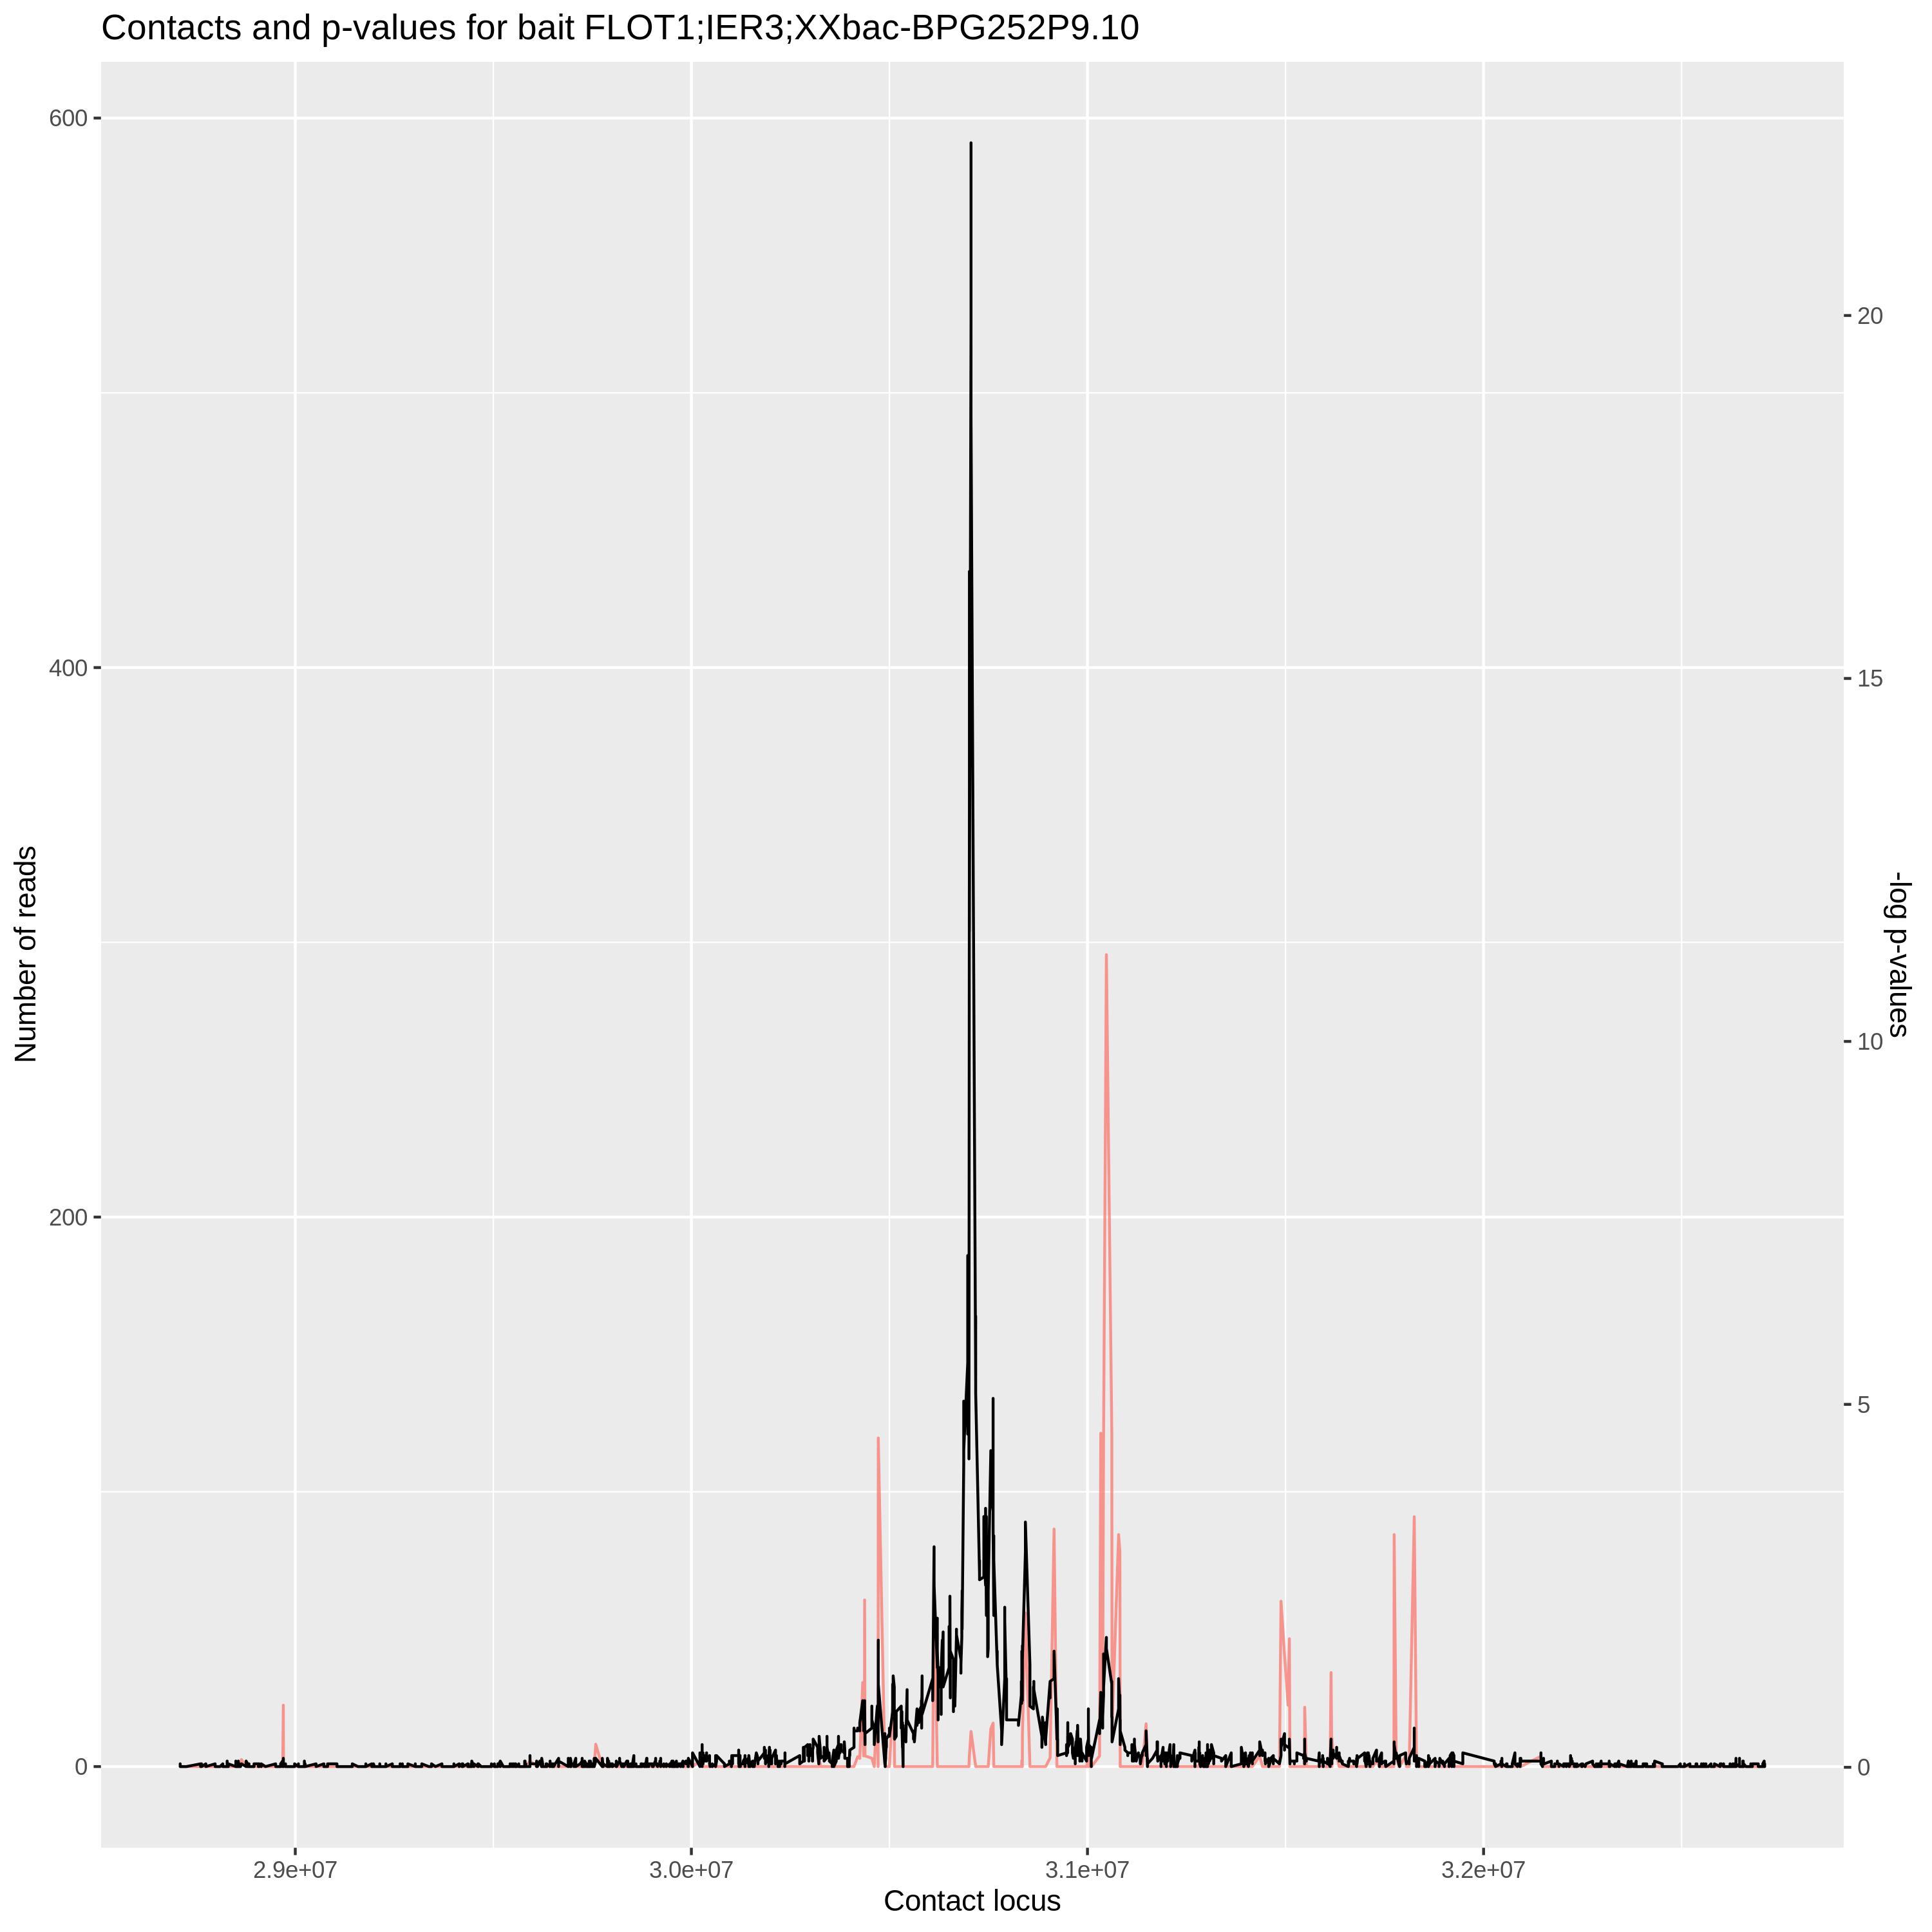 Contacts and p-values for bait FLOT1;IER3;XXbac-BPG252P9.10
600
400
200
0
Number of reads
20
15
10
5
0
-log p-values
2.9e+07 3.0e+07 3.1e+07 3.2e+07
Contact locus